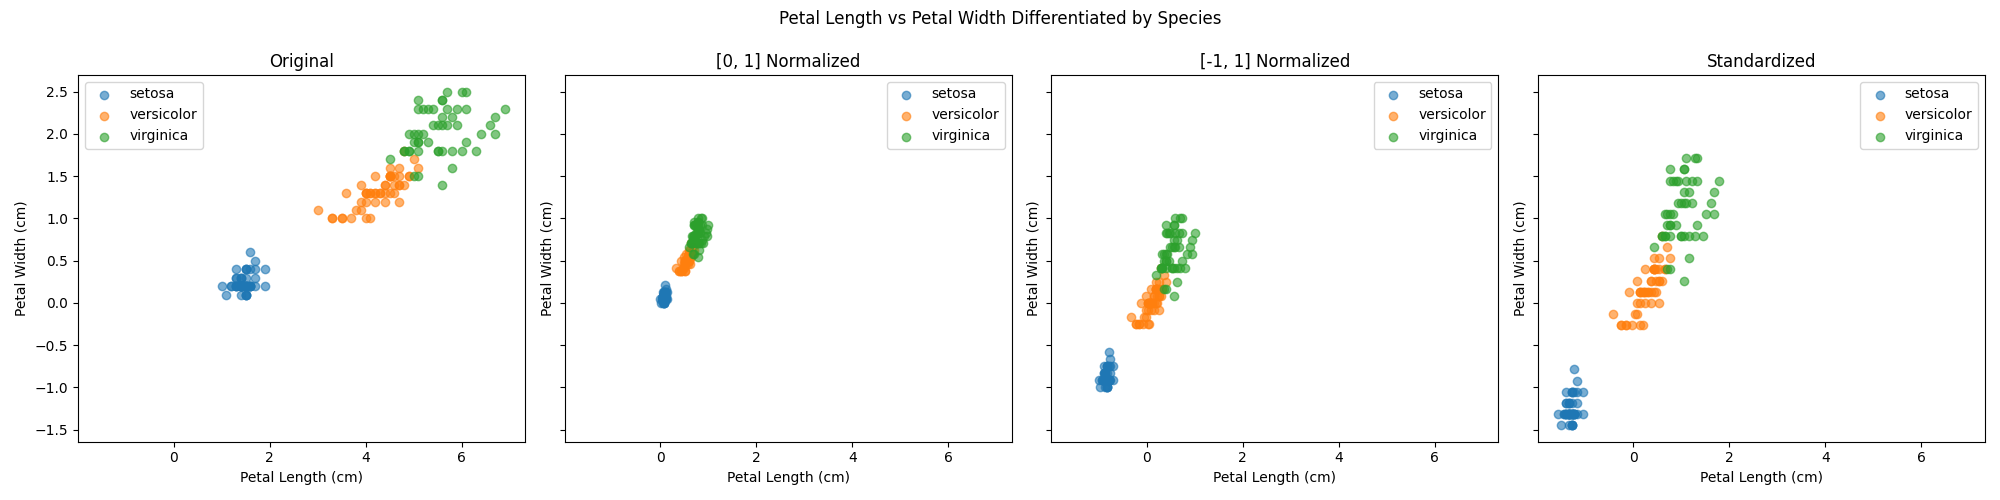 Petal Length vs Petal Width Differentiated by Species
Original
setosa
versicolor
virginica
2.5
2.0
1.5
1.0
0.5
0.0
−0.5
−1.0
−1.5
Petal Width (cm)
0 2 4 6
Petal Length (cm)
[0, 1] Normalized
setosa
versicolor
virginica
Petal Width (cm)
0 2 4 6
Petal Length (cm)
[-1, 1] Normalized
setosa
versicolor
virginica
Petal Width (cm)
0 2 4 6
Petal Length (cm)
Standardized
setosa
versicolor
virginica
Petal Width (cm)
0 2 4 6
Petal Length (cm)